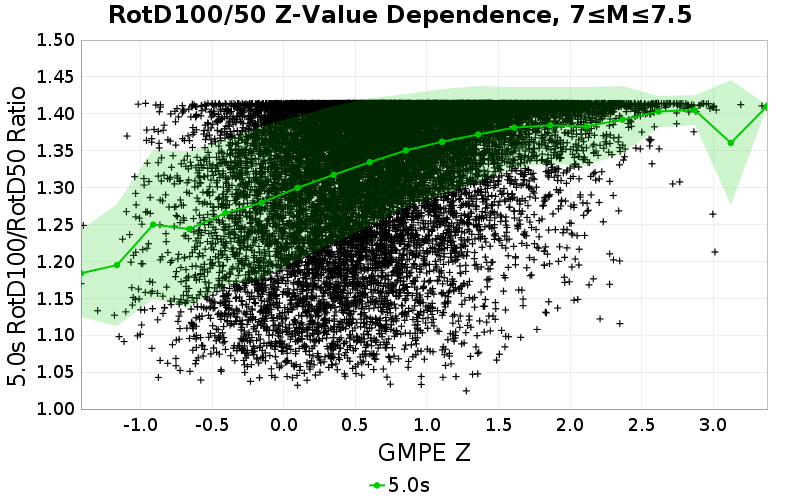 RotD100/50 Z-Value Dependence, 7≤M≤7.5
1.50
1.45
1.40
1.35
1.30
1.25
1.20
1.15
1.10
1.05
1.00
5.0s RotD100/RotD50 Ratio
-1.0 -0.5 0.0 0.5 1.0 1.5 2.0 2.5 3.0
GMPE Z
5.0s